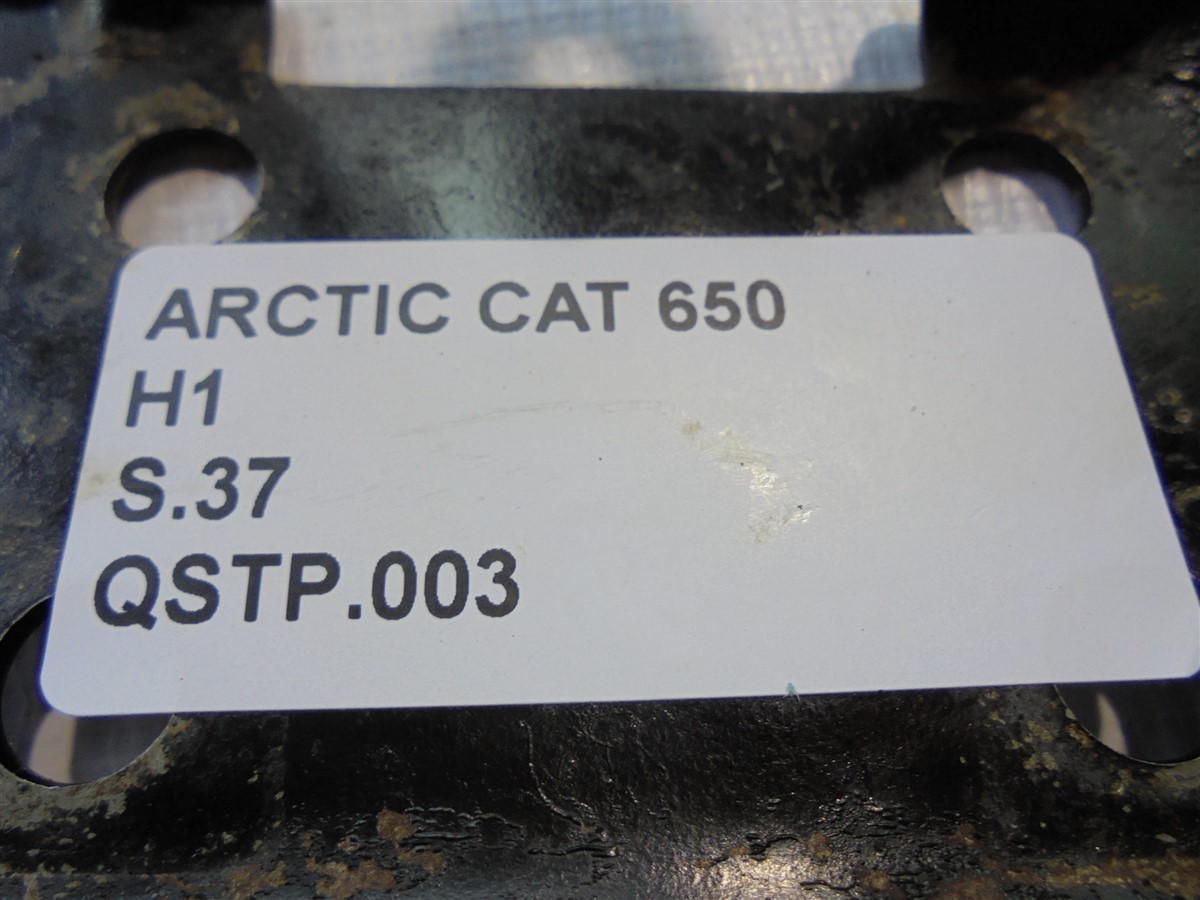 ARCTIC CAT 650
H1
S.37
QSTP.003